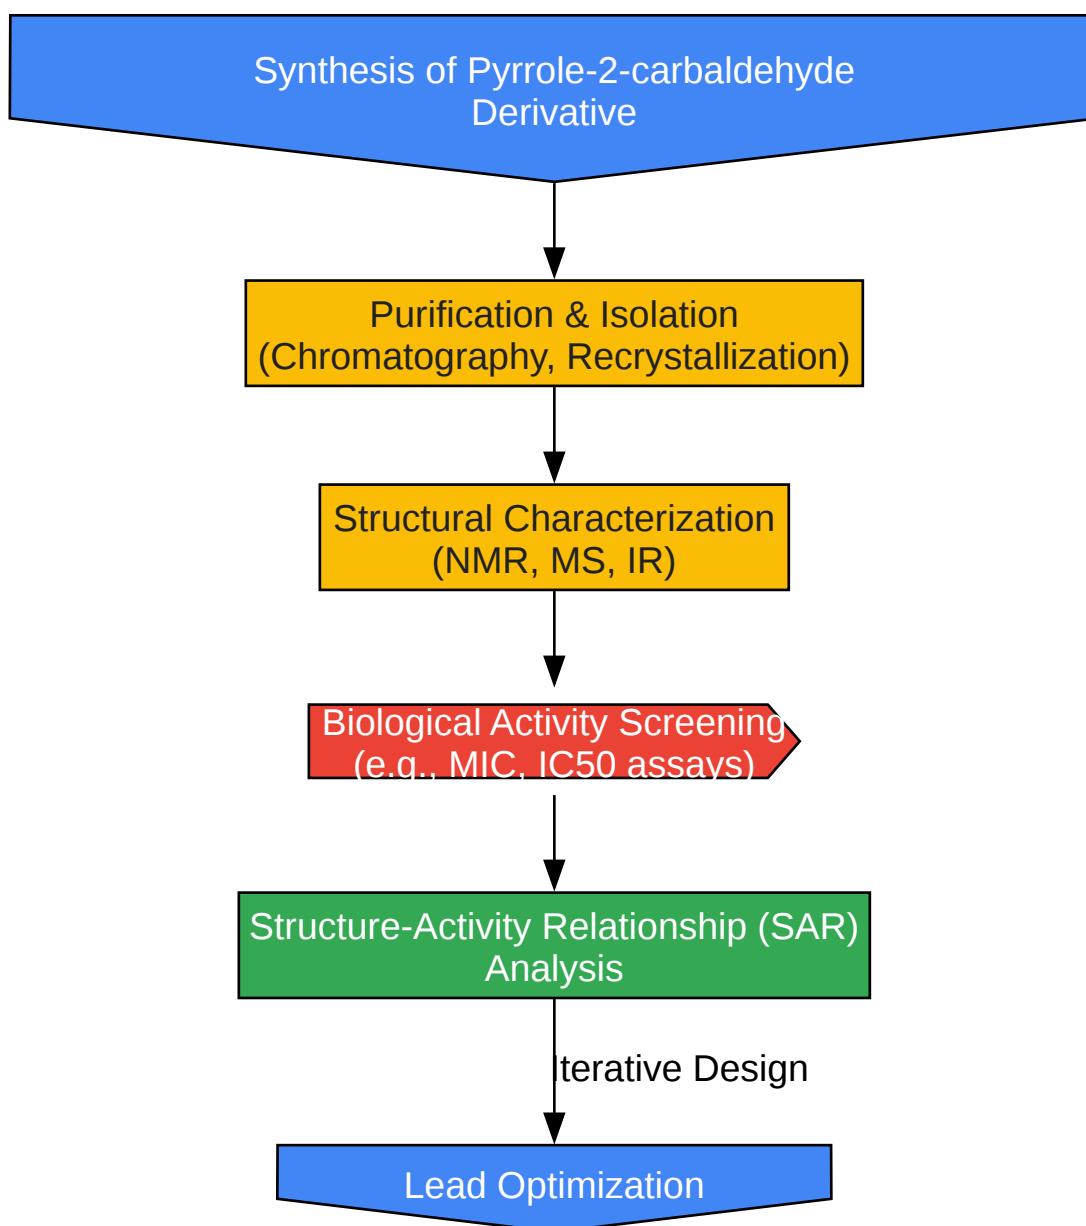 Synthesis of Pyrrole-2-carbaldehyde
Derivative
Purification & Isolation
(Chromatography, Recrystallization)
Structural Characterization
(NMR, MS, IR)
Biological Activity Screening
(e.g., MIC, IC50 assays)
Structure-Activity Relationship (SAR)
Analysis
Iterative Design
Lead Optimization